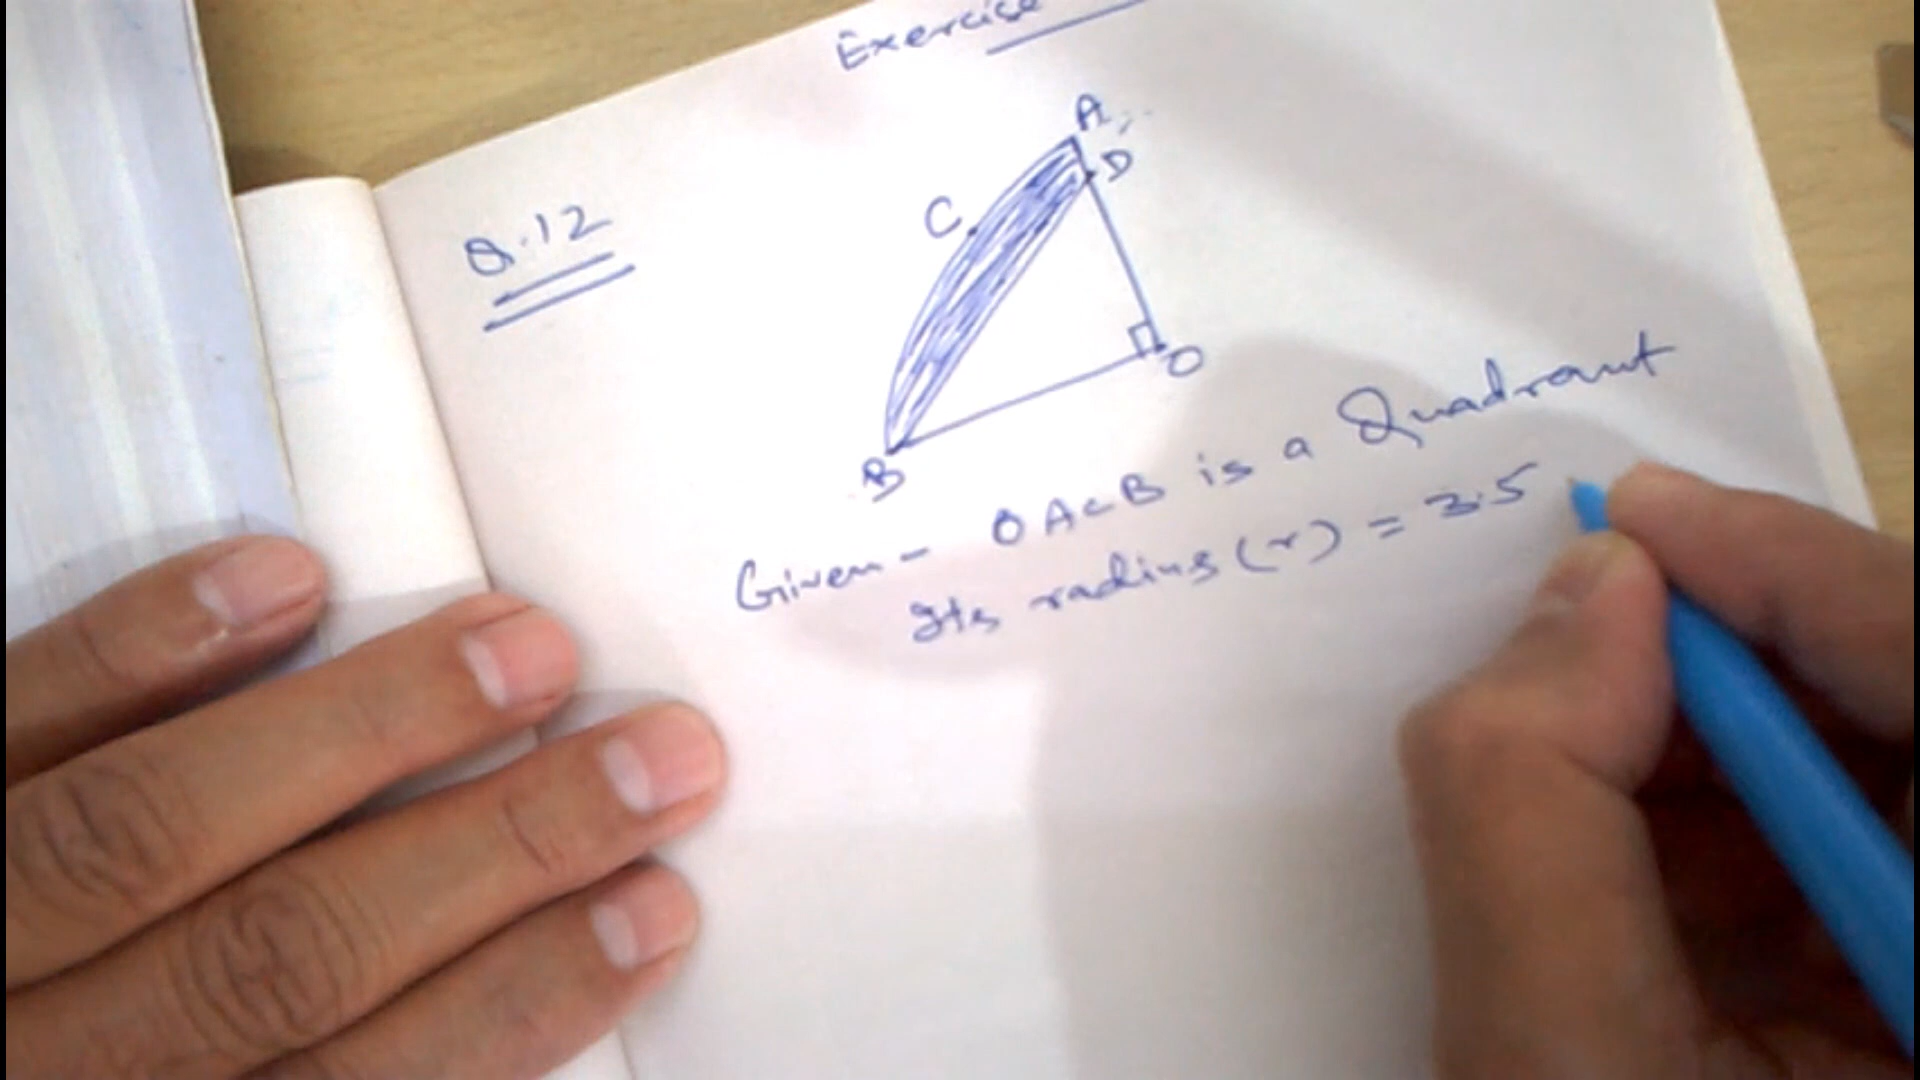 Exercise
Q.12
A
D
C
O
B
Given - OACB is a Quadrant
Its radius (r) = 3.5